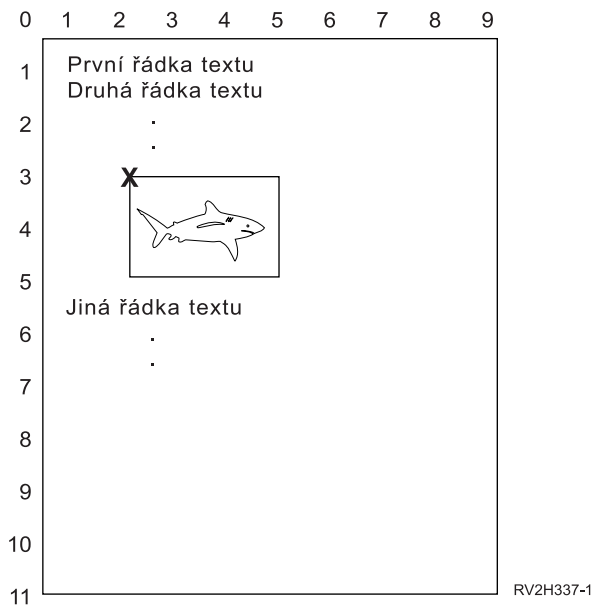 0 1 2 3 4 5 6 7 8 9
1
První řádka textu
Druhá řádka textu
2
.
.
3
X
4
5
Jiná řádka textu
6
.
.
7
8
9
10
11
RV2H337-1